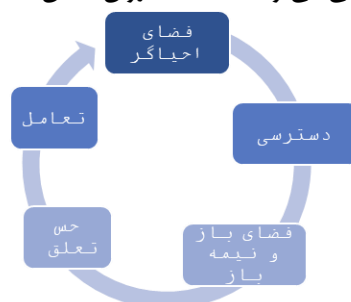 فضای
احیاگر
دسترسی
فضای باز
و نیمه
باز
حس
تعلق
تعامل